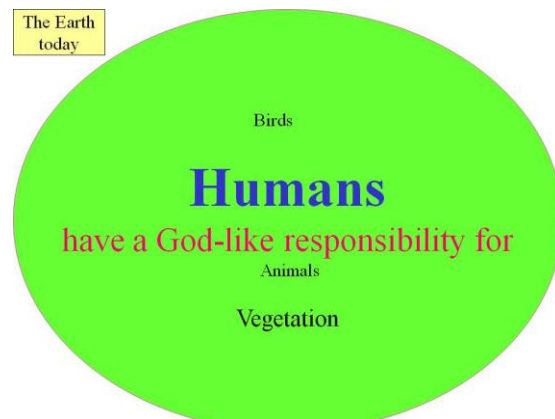 The Earth
today
Birds
Humans
have a God-like responsibility for
Animals
Vegetation